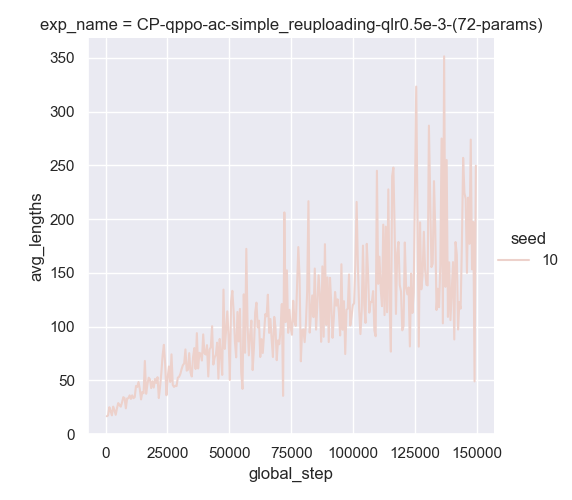 exp_name = CP-qppo-ac-simple_reuploading-qlr0.5e-3-(72-params)
350
300
250
200
150
100
50
0
avg_lengths
0 25000 50000 75000 100000 125000 150000
global_step
seed
10